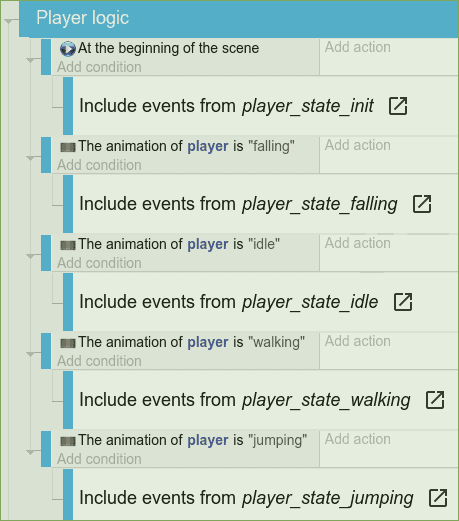 Player logic
At the beginning of the scene
Add action
Add condition
Include events from player_state_init
The animation of player is "falling"
Add action
Add condition
Include events from player_state_falling
The animation of player is "idle"
Add action
Add condition
Include events from player_state_idle
The animation of player is "walking"
Add action
Add condition
Include events from player_state_walking
The animation of player is "jumping"
Add action
Add condition
Include events from player_state_jumping